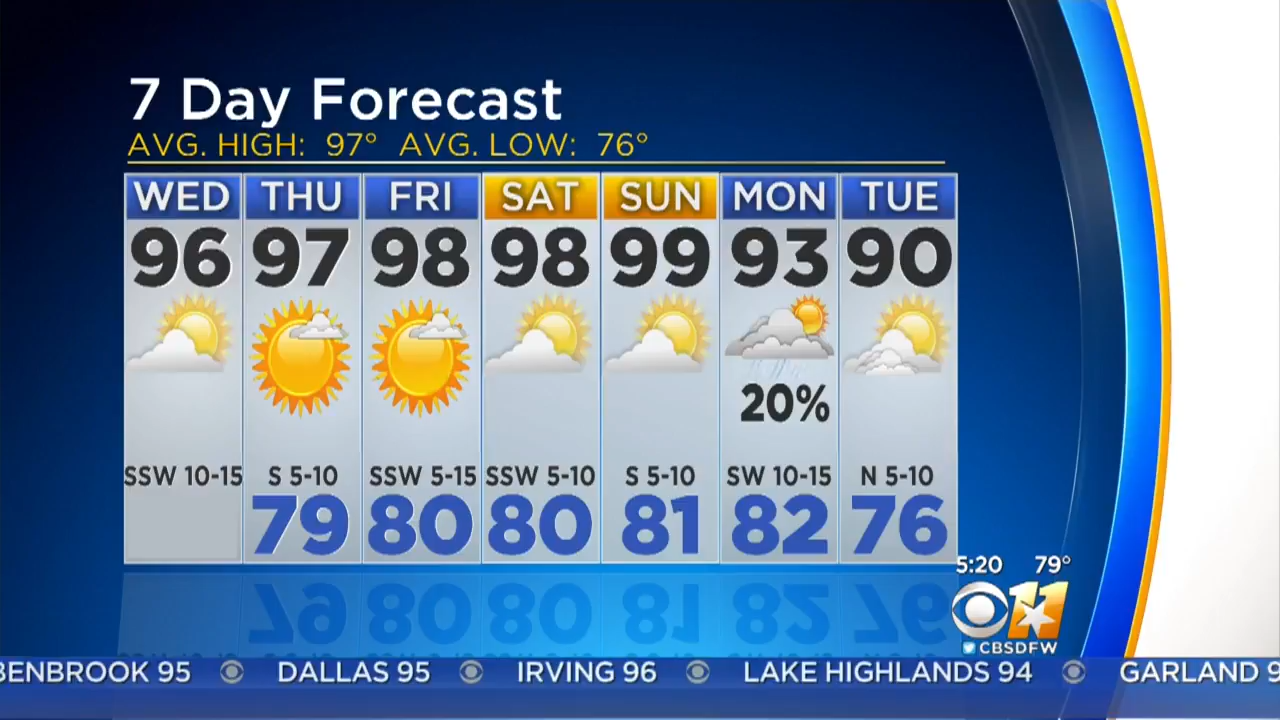 7 Day Forecast
AVG. HIGH: 97° AVG. LOW: 76°
WED THU FRI SAT SUN MON TUE
96 97 98 98 99 93 90
20%
SSW 10-15 S 5-10 SSW 5-15 SSW 5-10 S 5-10 SW 10-15 N 5-10
79 80 80 81 82 76
5:20 79°
11
CBSDFW
BENBROOK 95 DALLAS 95 IRVING 96 LAKE HIGHLANDS 94 GARLAND 9